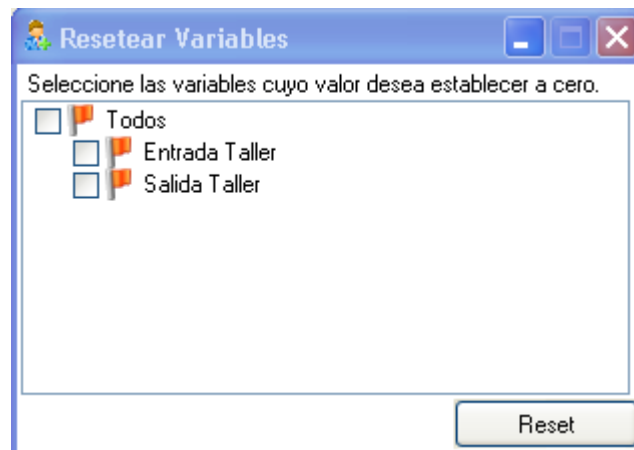 Resetear Variables
Seleccione las variables cuyo valor desea establecer a cero.
Todos
Entrada Taller
Salida Taller
Reset